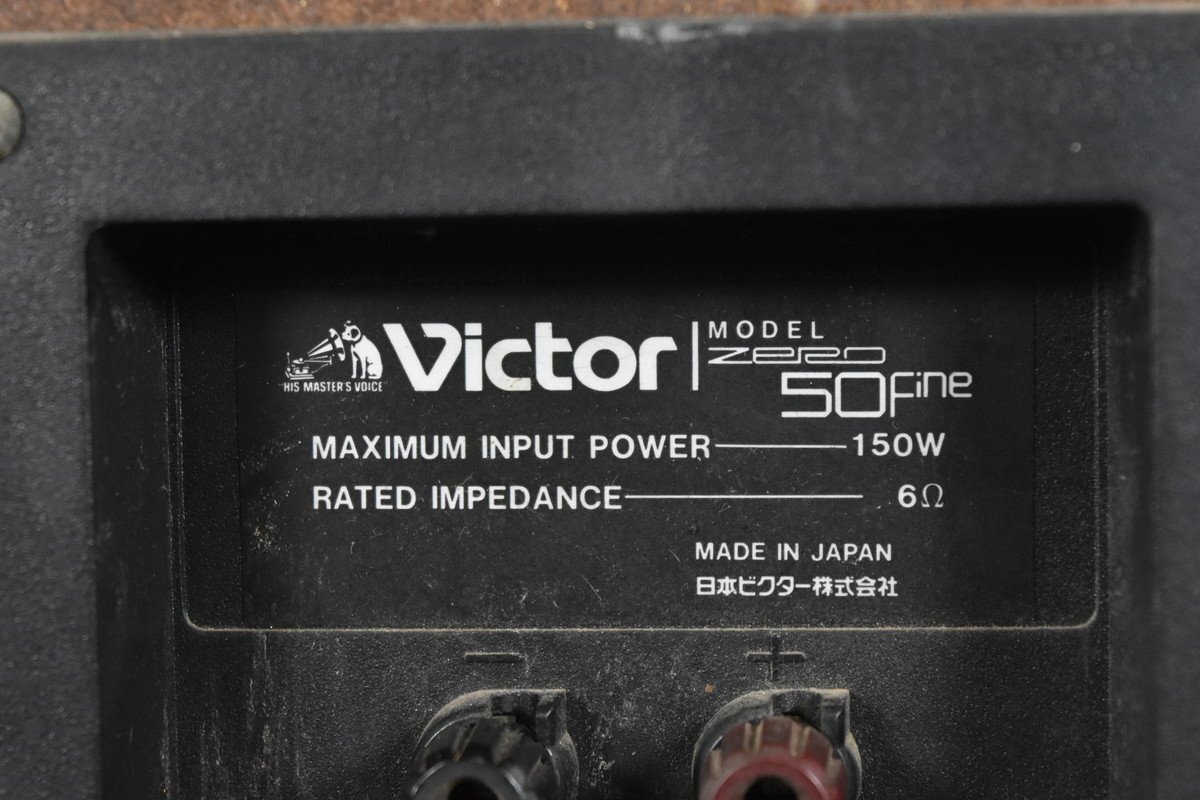 "HIS MASTER'S VOICE"
Victor
MODEL
ZERO
50Fine
MAXIMUM INPUT POWER 150W
RATED IMPEDANCE 6Ω
MADE IN JAPAN
日本ビクター株式会社
− +